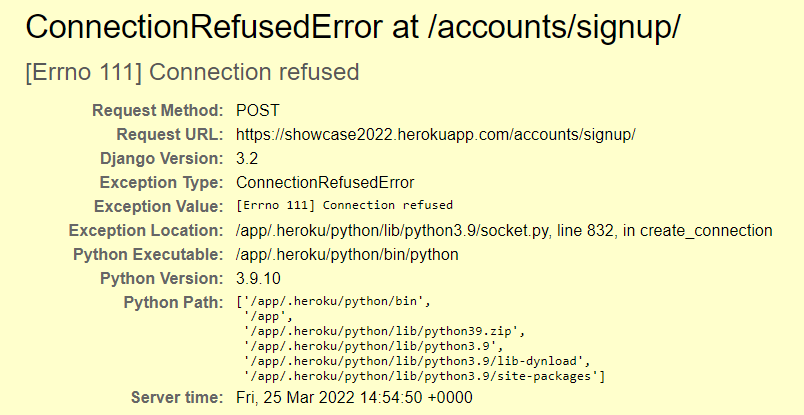 ConnectionRefusedError at /accounts/signup/
[Errno 111] Connection refused
Request Method: POST
Request URL: https://showcase2022.herokuapp.com/accounts/signup/
Django Version: 3.2
Exception Type: ConnectionRefusedError
Exception Value: [Errno 111] Connection refused
Exception Location: /app/.heroku/python/lib/python3.9/socket.py, line 832, in create_connection
Python Executable: /app/.heroku/python/bin/python
Python Version: 3.9.10
Python Path: ['/app/.heroku/python/bin',
'/app',
'/app/.heroku/python/lib/python39.zip',
'/app/.heroku/python/lib/python3.9',
'/app/.heroku/python/lib/python3.9/lib-dynload',
'/app/.heroku/python/lib/python3.9/site-packages']
Server time: Fri, 25 Mar 2022 14:54:50 +0000